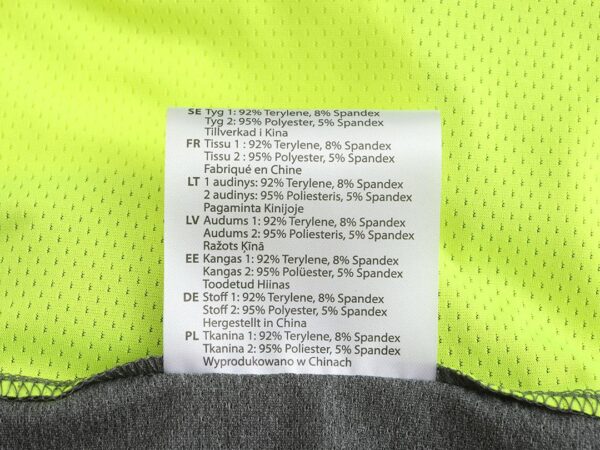 SE Tyg 1: 92% Terylene, 8% Spandex
Tyg 2: 95% Polyester, 5% Spandex
Tillverkad i Kina
FR Tissu 1 : 92% Terylene, 8% Spandex
Tissu 2 : 95% Polyester, 5% Spandex
Fabriqué en Chine
LT 1 audinys: 92% Terylene, 8% Spandex
2 audinys: 95% Poliesteris, 5% Spandex
Pagaminta Kinijoje
LV Audums 1: 92% Terylene, 8% Spandex
Audums 2: 95% Poliesteris, 5% Spandex
Ražots Ķīnā
EE Kangas 1: 92% Terylene, 8% Spandex
Kangas 2: 95% Polüester, 5% Spandex
Toodetud Hiinas
DE Stoff 1: 92% Terylene, 8% Spandex
Stoff 2: 95% Polyester, 5% Spandex
Hergestellt in China
PL Tkanina 1: 92% Terylene, 8% Spandex
Tkanina 2: 95% Poliester, 5% Spandex
Wyprodukowano w Chinach